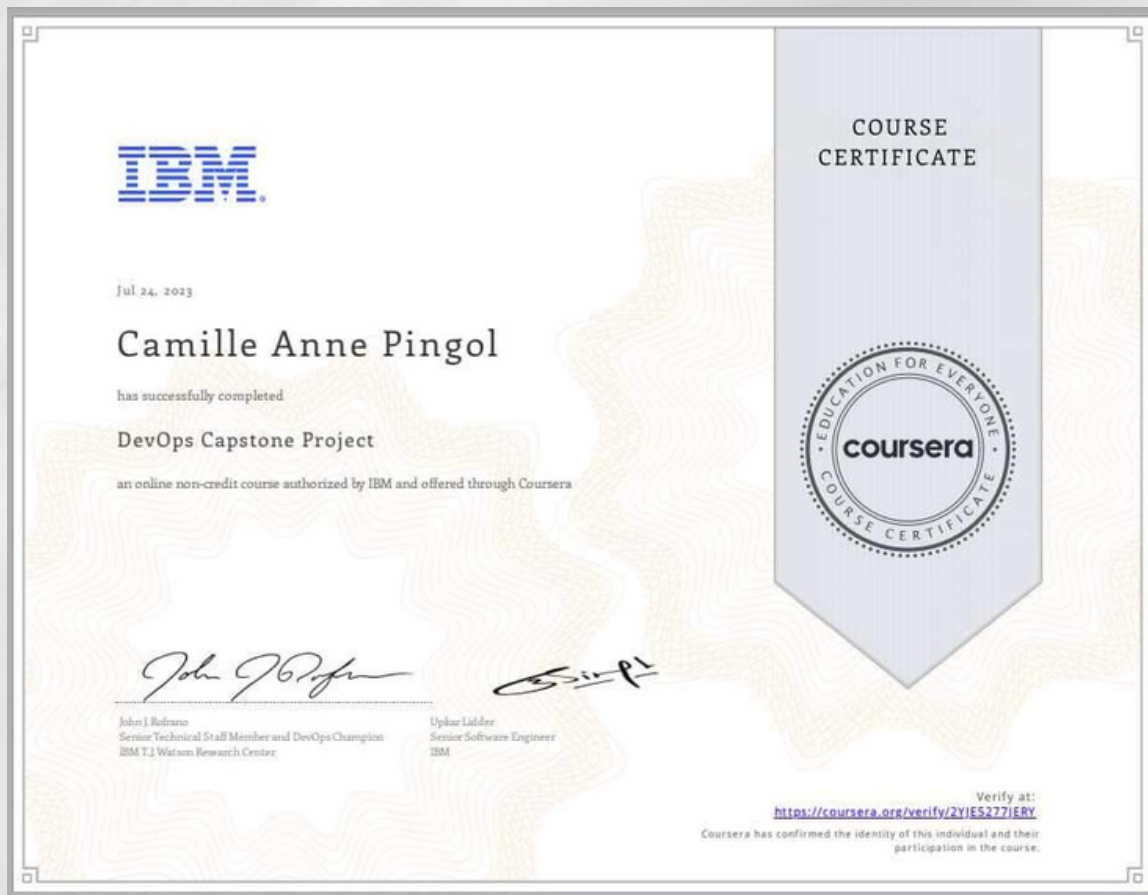 IBM
COURSE
CERTIFICATE
Jul 24, 2023
Camille Anne Pingol
has successfully completed
DevOps Capstone Project
an online non-credit course authorized by IBM and offered through Coursera
EDUCATION FOR EVERYONE
coursera
COURSE CERTIFICATE
John J. Rofrano
Senior Technical Staff Member and DevOps Champion
IBM T.J. Watson Research Center
Upkar Lidder
Senior Software Engineer
IBM
Verify at:
https://coursera.org/verify/2YJE5277JERY
Coursera has confirmed the identity of this individual and their
participation in the course.